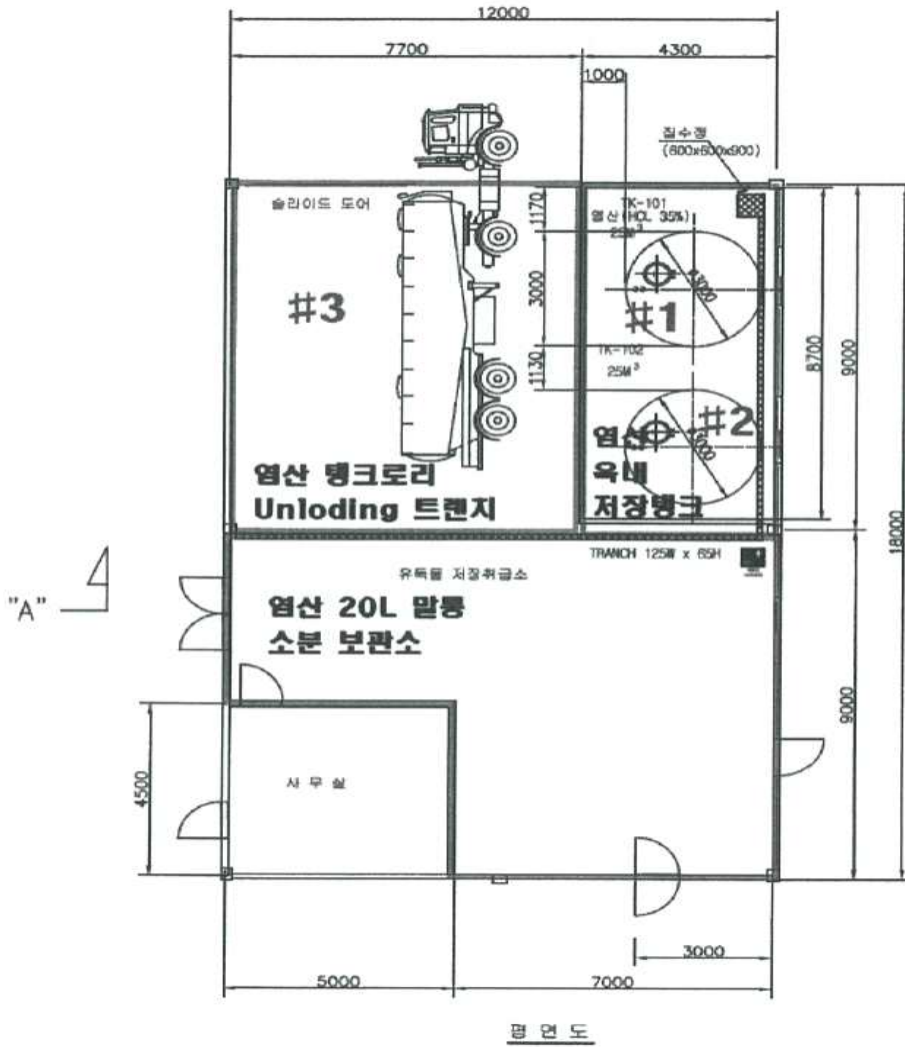 12000
7700
4300
1000
집수정
(600x600x900)
슬라이드 도어
1170
TK-101
염산(HCL 35%)
25M³
3000
#3
#1
8700
9000
TK-102
25M³
1130
#2
염산
옥내
저장탱크
염산 탱크로리
Unloding 트렌지
18000
TRANCH 125W x 65H
유독물 저장취급소
"A"
염산 20L 말통
소분 보관소
9000
4500
사 무 실
3000
5000
7000
평 면 도